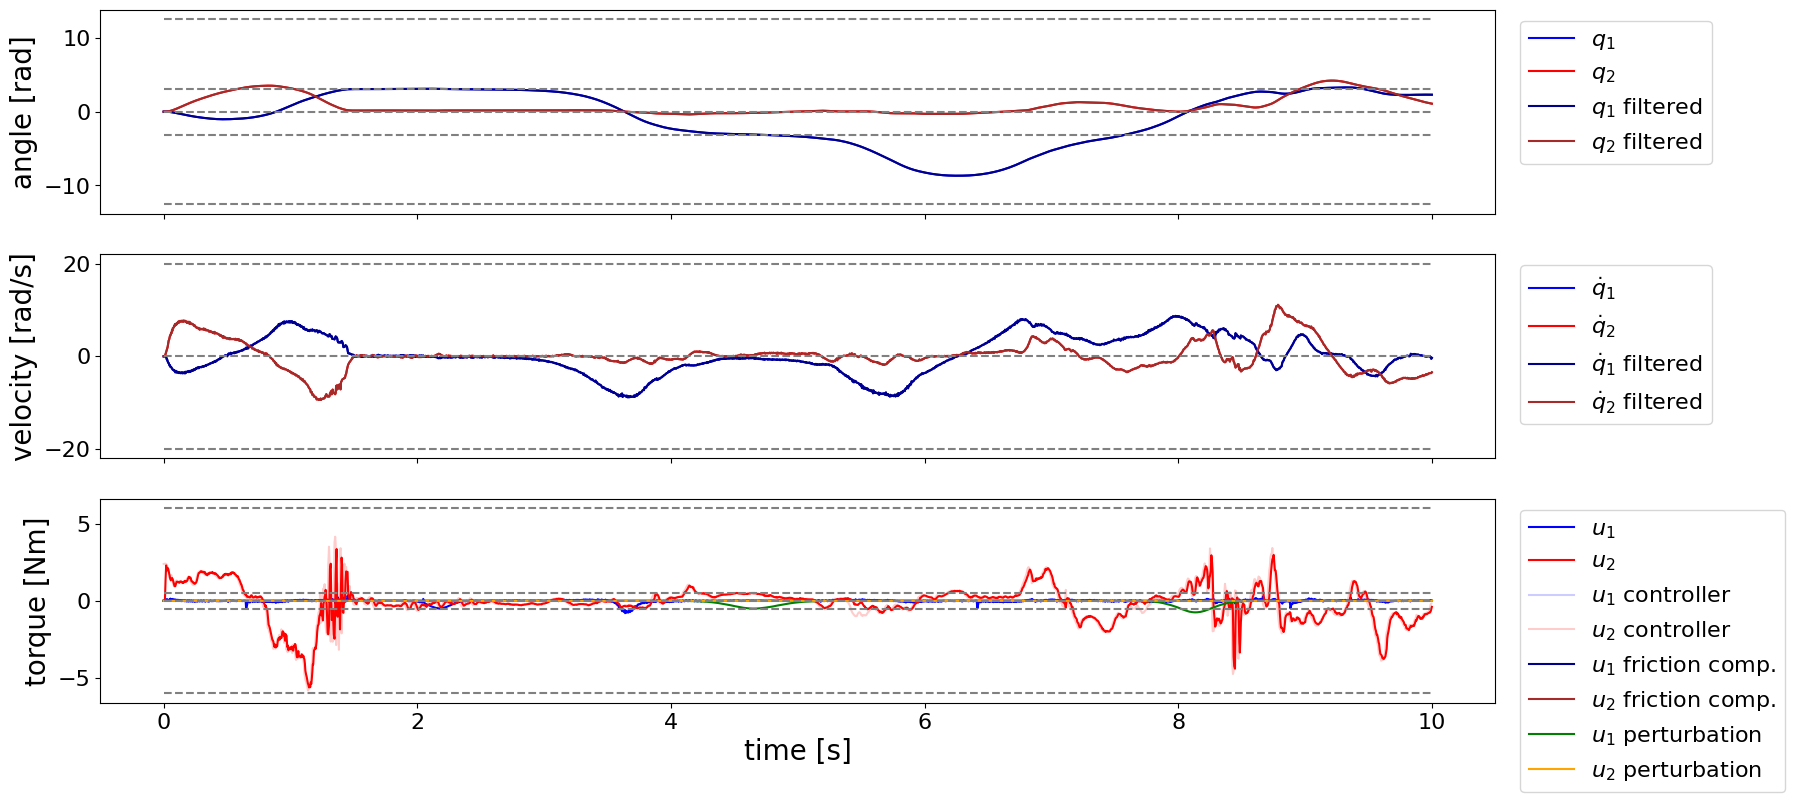 angle [rad]
10
0
−10
q₁
q₂
q₁ filtered
q₂ filtered
velocity [rad/s]
20
0
−20
q̇₁
q̇₂
q̇₁ filtered
q̇₂ filtered
torque [Nm]
5
0
−5
0 2 4 6 8 10
time [s]
u₁
u₂
u₁ controller
u₂ controller
u₁ friction comp.
u₂ friction comp.
u₁ perturbation
u₂ perturbation